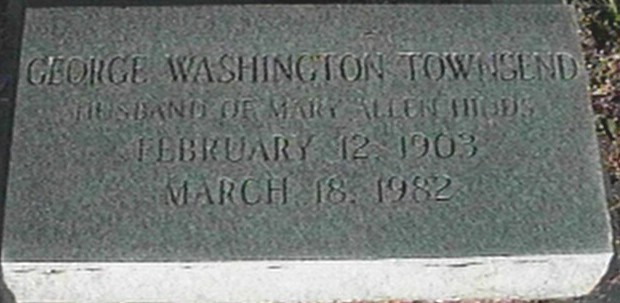 GEORGE WASHINGTON TOWNSEND
HUSBAND OF MARY ALLEN
FEBRUARY 12, 1903
MARCH 18, 1982